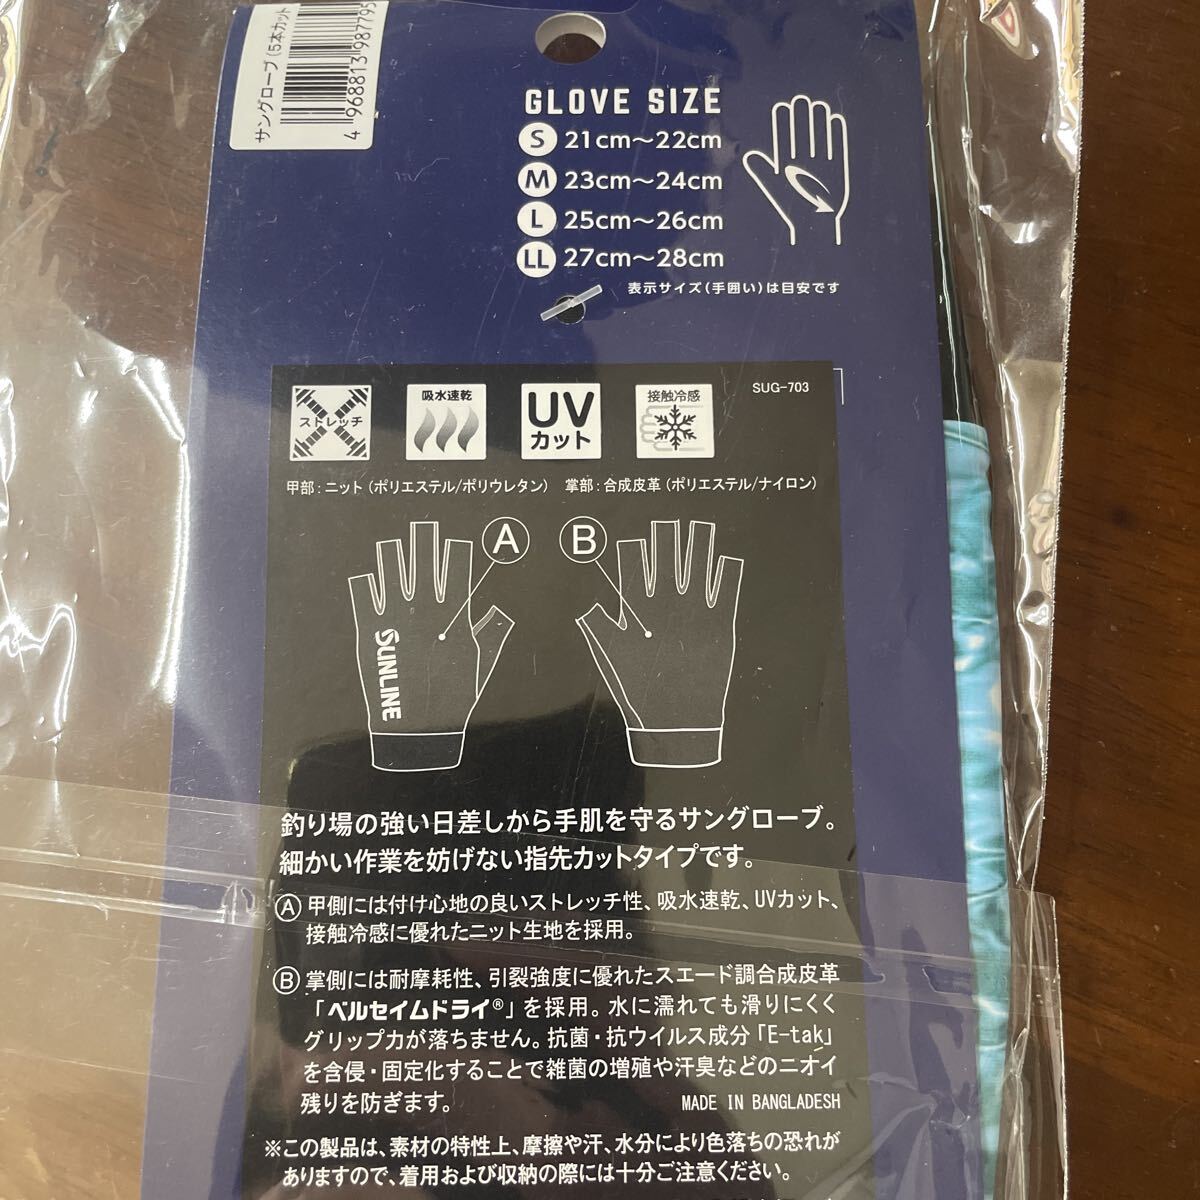 サングローブ(5本カット
4 968813 987795
GLOVE SIZE
S 21cm～22cm
M 23cm～24cm
L 25cm～26cm
LL 27cm～28cm
表示サイズ(手囲い)は目安です
SUG-703
ストレッチ
吸水速乾
UV
カット
接触冷感
甲部：ニット(ポリエステル/ポリウレタン) 掌部：合成皮革(ポリエステル/ナイロン)
A B
SUNLINE
釣り場の強い日差しから手肌を守るサングローブ。
細かい作業を妨げない指先カットタイプです。
Ⓐ甲側には付け心地の良いストレッチ性、吸水速乾、UVカット、
接触冷感に優れたニット生地を採用。
Ⓑ掌側には耐摩耗性、引裂強度に優れたスエード調合成皮革
「ベルセイムドライ®」を採用。水に濡れても滑りにくく
グリップ力が落ちません。抗菌・抗ウイルス成分「E-tak」
を含侵・固定化することで雑菌の増殖や汗臭などのニオイ
残りを防ぎます。
MADE IN BANGLADESH
※この製品は、素材の特性上、摩擦や汗、水分により色落ちの恐れが
ありますので、着用および収納の際には十分ご注意ください。